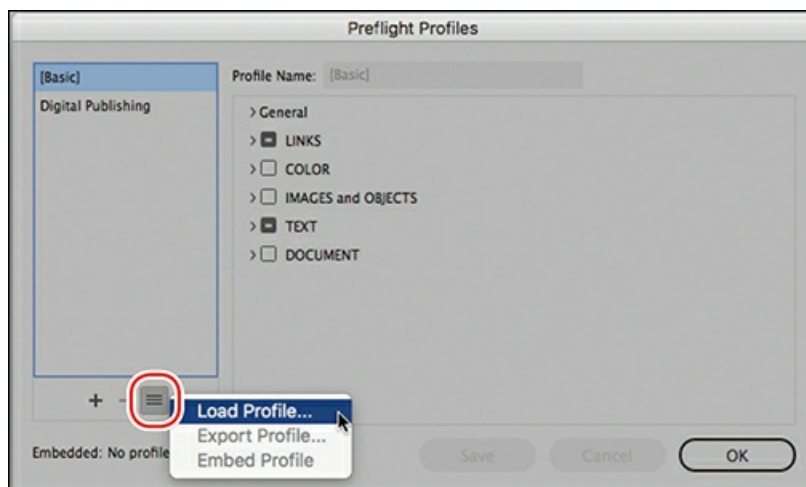 Preflight Profiles
[Basic]
Digital Publishing
Profile Name: [Basic]
General
LINKS
COLOR
IMAGES and OBJECTS
TEXT
DOCUMENT
Load Profile...
Export Profile...
Embed Profile
Embedded: No profile
Save Cancel OK